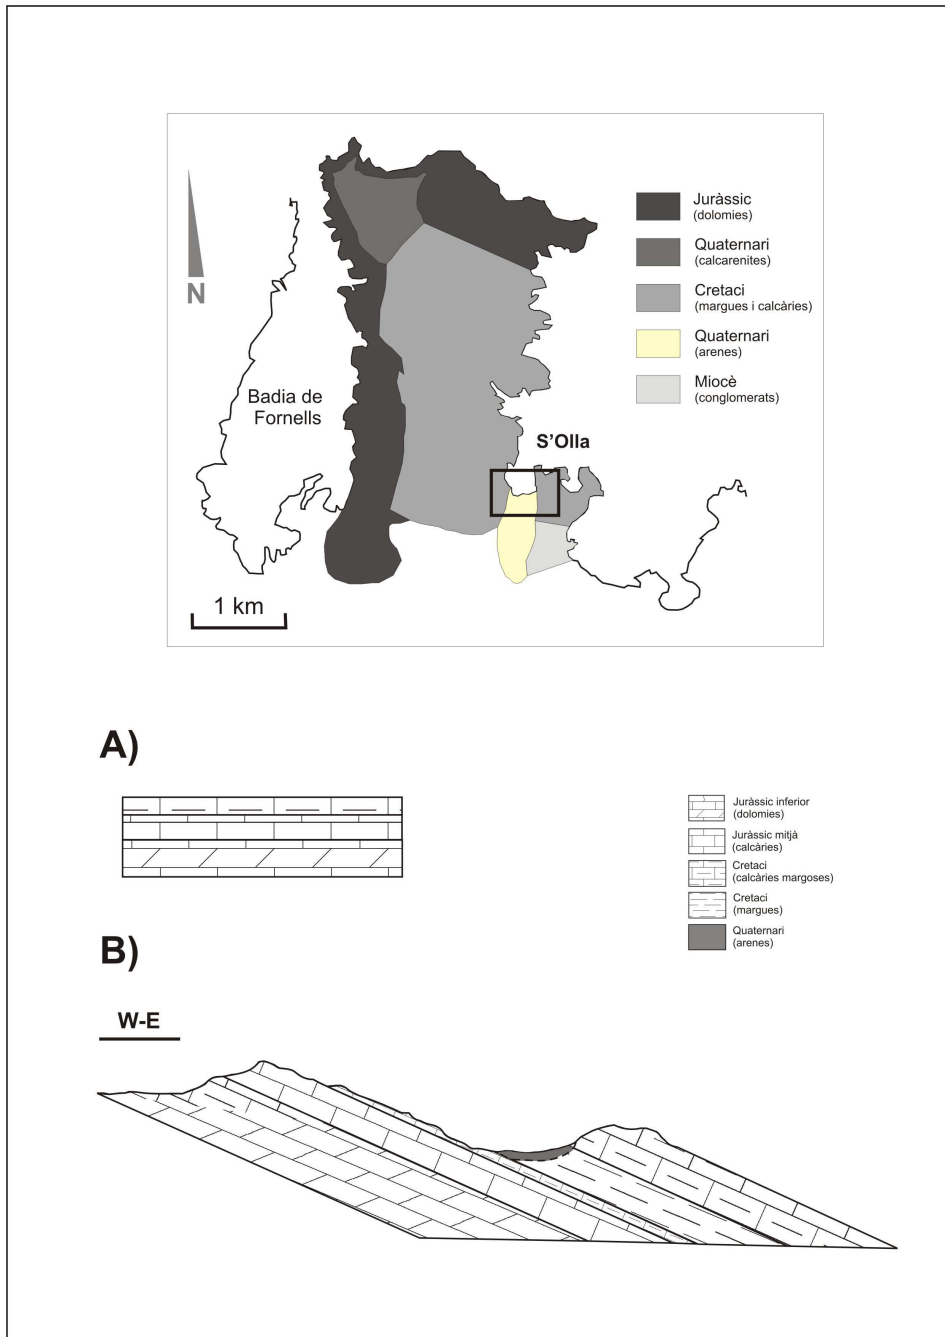 Juràssic
(dolomies)
Quaternari
(calcarenites)
Cretaci
(margues i calcàries)
Quaternari
(arenes)
Miocè
(conglomerats)
N
Badia de
Fornells
S'Olla
1 km
A)
Juràssic inferior
(dolomies)
Juràssic mitjà
(calcàries)
Cretaci
(calcàries margoses)
Cretaci
(margues)
Quaternari
(arenes)
B)
W-E